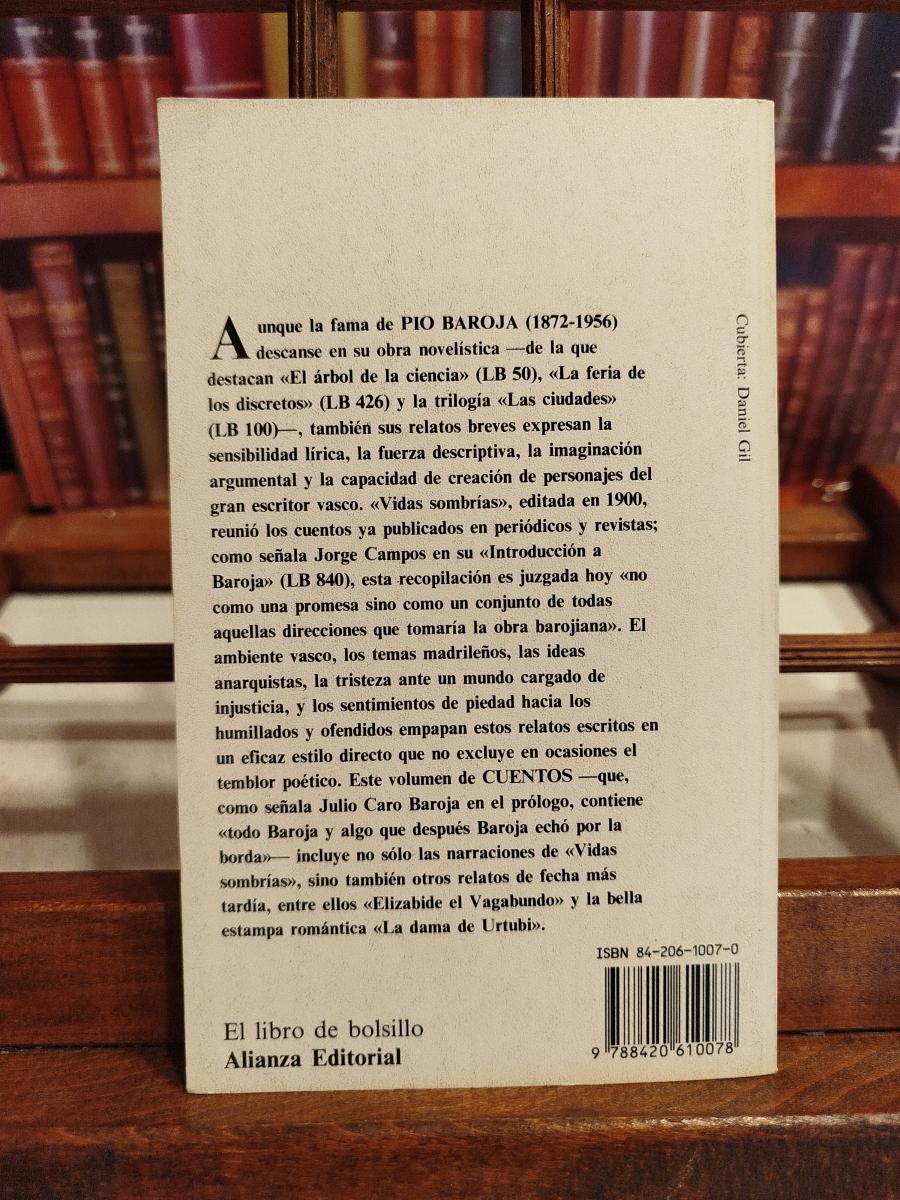 Aunque la fama de PIO BAROJA (1872-1956)
descanse en su obra novelística —de la que
destacan «El árbol de la ciencia» (LB 50), «La feria de
los discretos» (LB 426) y la trilogía «Las ciudades»
(LB 100)—, también sus relatos breves expresan la
sensibilidad lírica, la fuerza descriptiva, la imaginación
argumental y la capacidad de creación de personajes del
gran escritor vasco. «Vidas sombrías», editada en 1900,
reunió los cuentos ya publicados en periódicos y revistas;
como señala Jorge Campos en su «Introducción a
Baroja» (LB 840), esta recopilación es juzgada hoy «no
como una promesa sino como un conjunto de todas
aquellas direcciones que tomaría la obra barojiana». El
ambiente vasco, los temas madrileños, las ideas
anarquistas, la tristeza ante un mundo cargado de
injusticia, y los sentimientos de piedad hacia los
humillados y ofendidos empapan estos relatos escritos en
un eficaz estilo directo que no excluye en ocasiones el
temblor poético. Este volumen de CUENTOS —que,
como señala Julio Caro Baroja en el prólogo, contiene
«todo Baroja y algo que después Baroja echó por la
borda»— incluye no sólo las narraciones de «Vidas
sombrías», sino también otros relatos de fecha más
tardía, entre ellos «Elizabide el Vagabundo» y la bella
estampa romántica «La dama de Urtubi».
Cubierta: Daniel Gil
ISBN 84-206-1007-0
9 788420 610078
El libro de bolsillo
Alianza Editorial